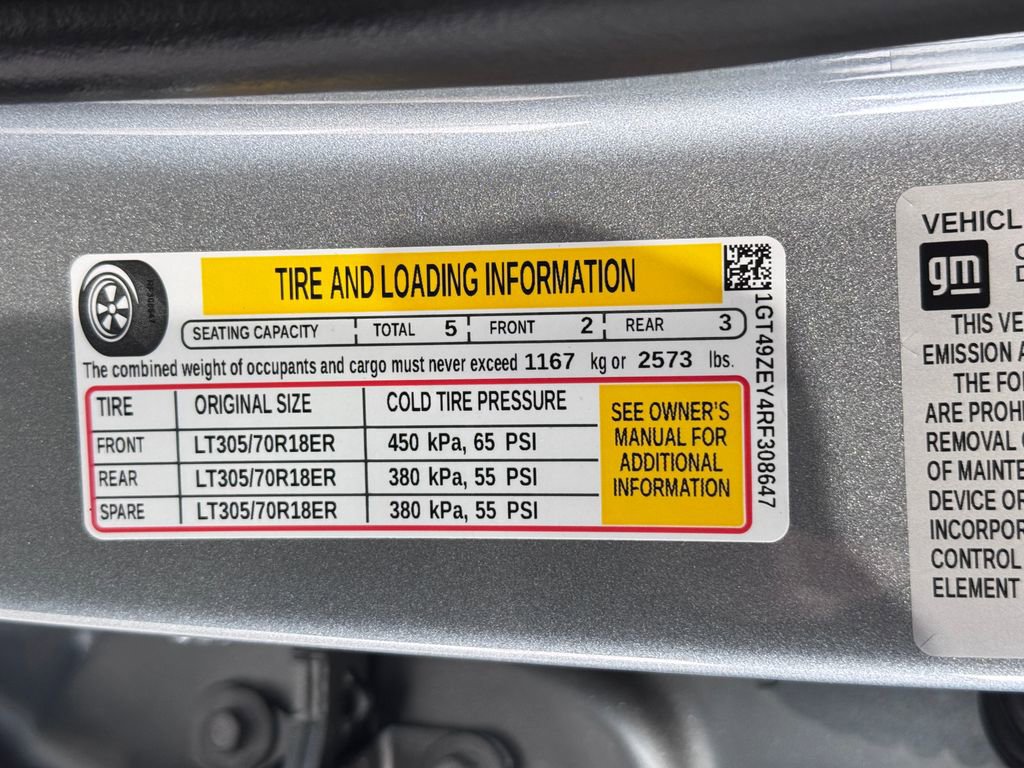 TIRE AND LOADING INFORMATION
SEATING CAPACITY TOTAL 5 FRONT 2 REAR 3
The combined weight of occupants and cargo must never exceed 1167 kg or 2573 lbs.
TIRE ORIGINAL SIZE COLD TIRE PRESSURE
FRONT LT305/70R18ER 450 kPa, 65 PSI
REAR LT305/70R18ER 380 kPa, 55 PSI
SPARE LT305/70R18ER 380 kPa, 55 PSI
SEE OWNER'S
MANUAL FOR
ADDITIONAL
INFORMATION
1GT49ZEY4RF308647
VEHICL
gm
THIS VE
EMISSION A
THE FO
ARE PROH
REMOVAL
OF MAINTE
DEVICE OR
INCORPOR
CONTROL
ELEMENT